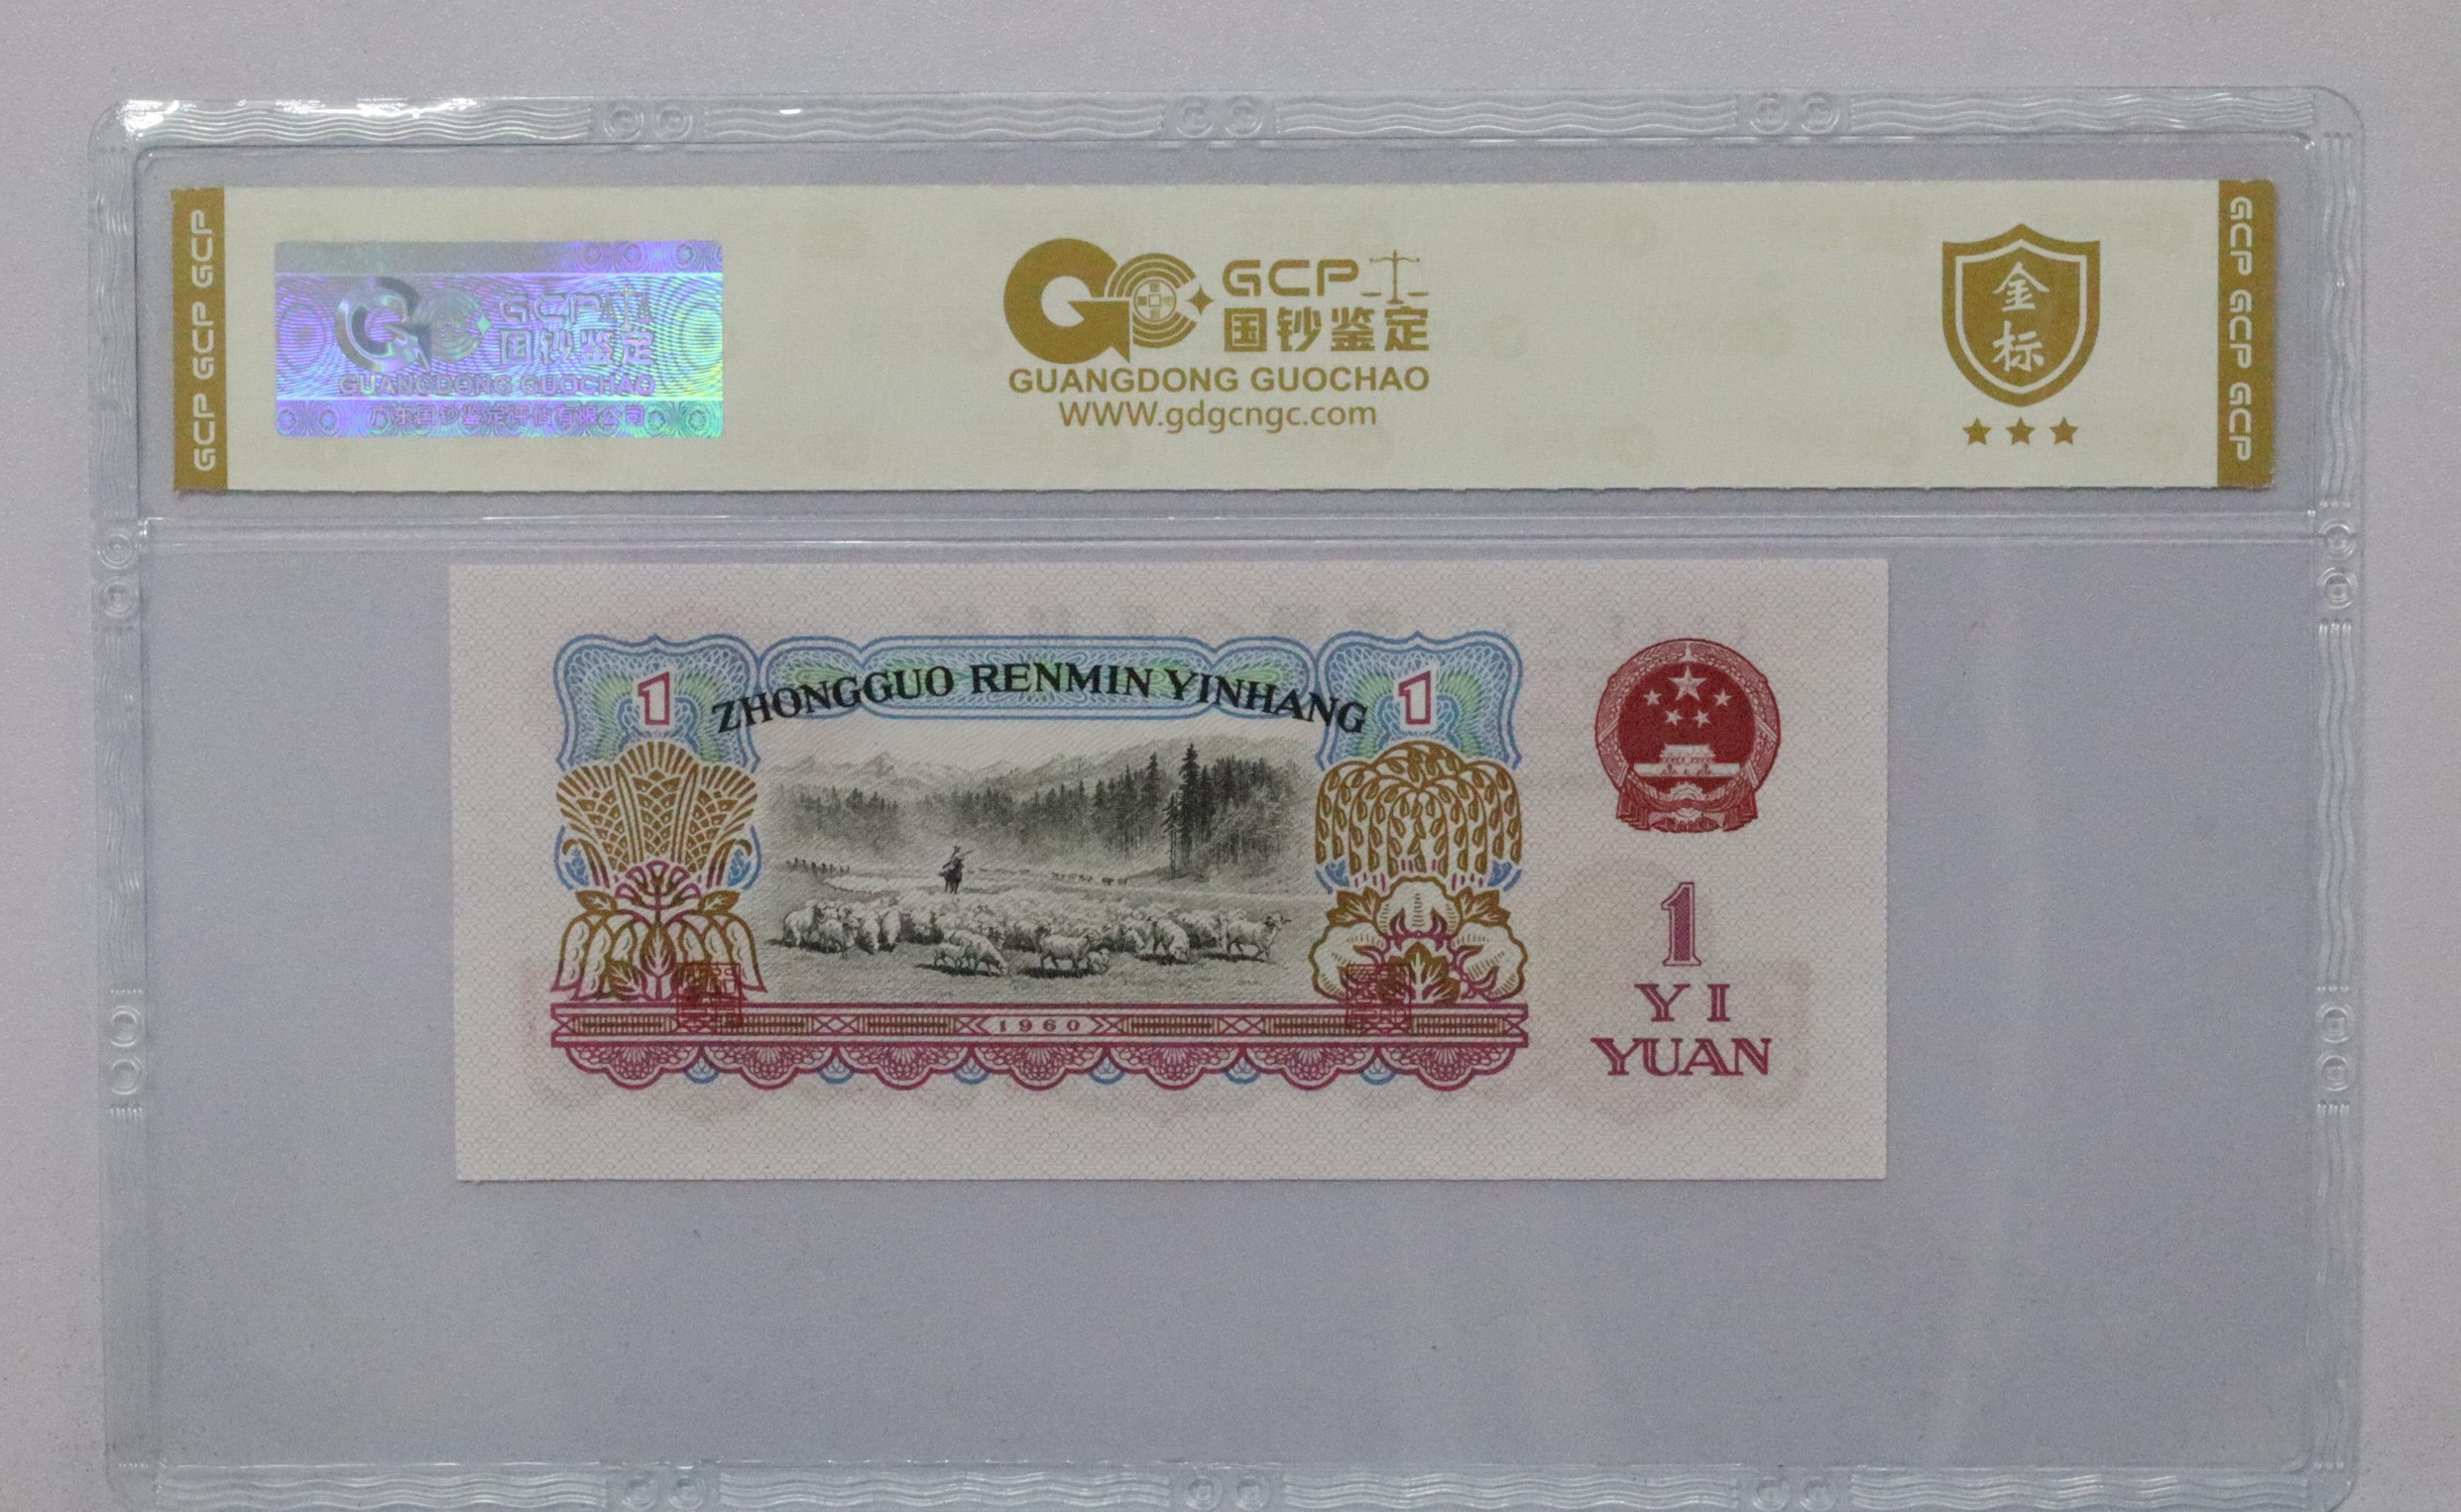 GCP GCP GCP
GCP
国钞鉴定
GUANGDONG GUOCHAO
广东国钞鉴定评估有限公司
GCP
国钞鉴定
GUANGDONG GUOCHAO
WWW.gdgcngc.com
金
标
GCP GCP GCP
1
ZHONGGUO RENMIN YINHANG
1
1960
1
YI
YUAN